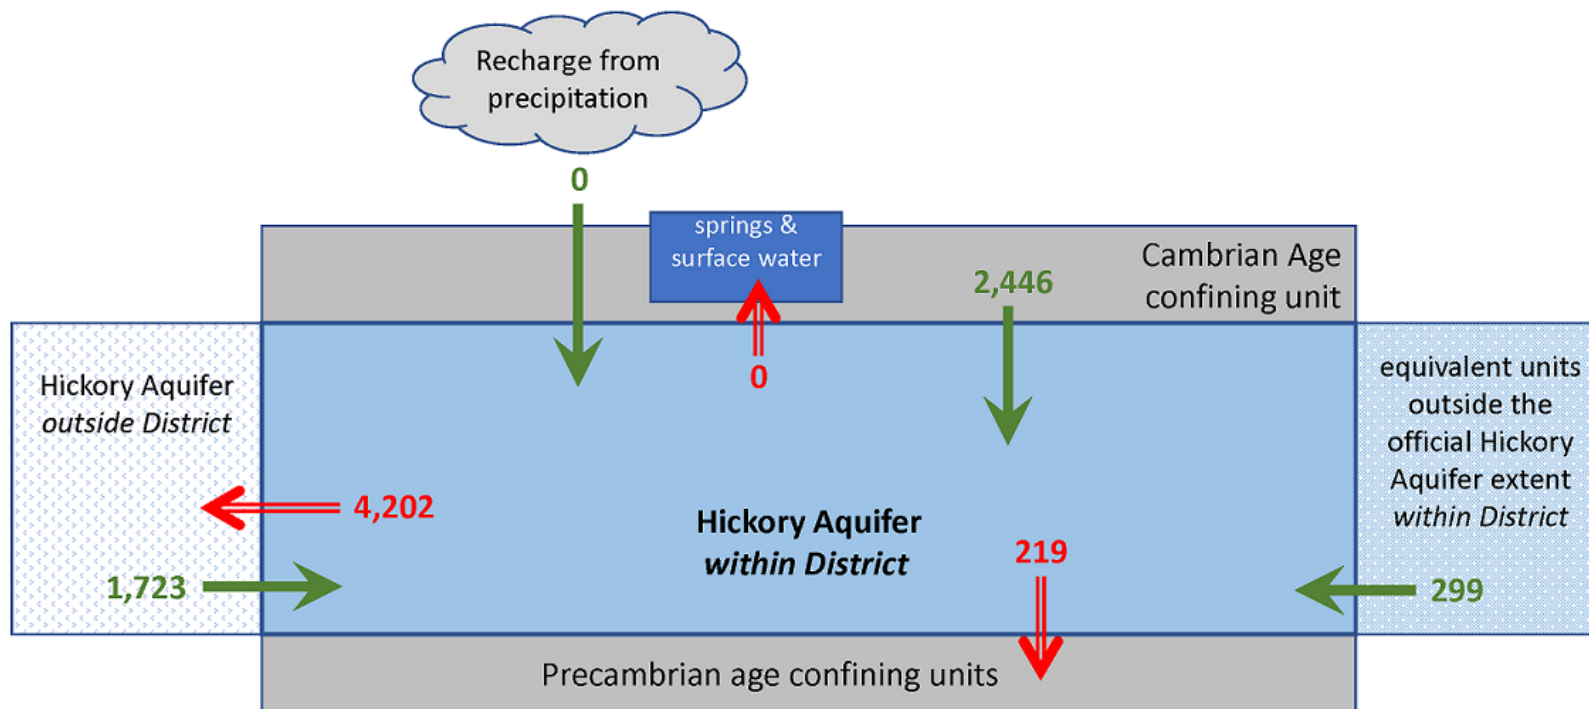 Recharge from
precipitation
0
springs &
surface water
2,446
Cambrian Age
confining unit
0
Hickory Aquifer
outside District
4,202
1,723
Hickory Aquifer
within District
219
equivalent units
outside the
official Hickory
Aquifer extent
within District
299
Precambrian age confining units